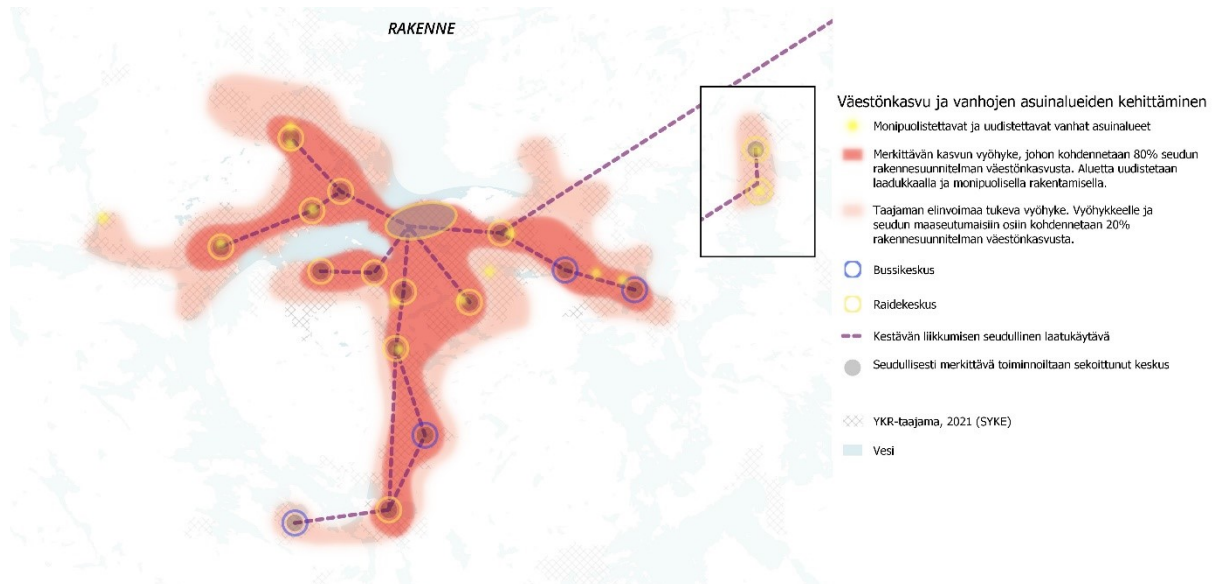 RAKENNE
Väestönkasvu ja vanhojen asuinalueiden kehittäminen
Monipuolistettavat ja uudistettavat vanhat asuinalueet
Merkittävän kasvun vyöhyke, johon kohdennetaan 80% seudun
rakennesuunnitelman väestönkasvusta. Aluetta uudistetaan
laadukkaalla ja monipuolisella rakentamisella.
Taajaman elinvoimaa tukeva vyöhyke. Vyöhykkeelle ja
seudun maaseutumaisiin osiin kohdennetaan 20%
rakennesuunnitelman väestönkasvusta.
Bussikeskus
Raidekeskus
Kestävän liikkumisen seudullinen laatukäytävä
Seudullisesti merkittävä toiminnoiltaan sekoittunut keskus
YKR-taajama, 2021 (SYKE)
Vesi